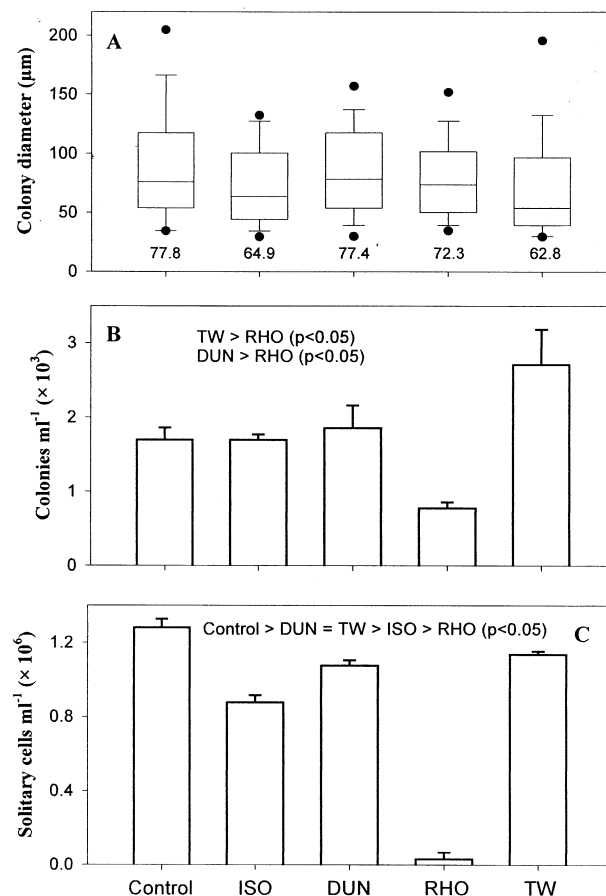 A
Colony diameter (μm)
200
150
100
50
0
77.8 64.9 77.4 72.3 62.8
B
TW > RHO (p<0.05)
DUN > RHO (p<0.05)
Colonies ml⁻¹ (× 10³)
3
2
1
0
Control > DUN = TW > ISO > RHO (p<0.05) C
Solitary cells ml⁻¹ (× 10⁶)
1.2
0.8
0.4
0.0
Control ISO DUN RHO TW